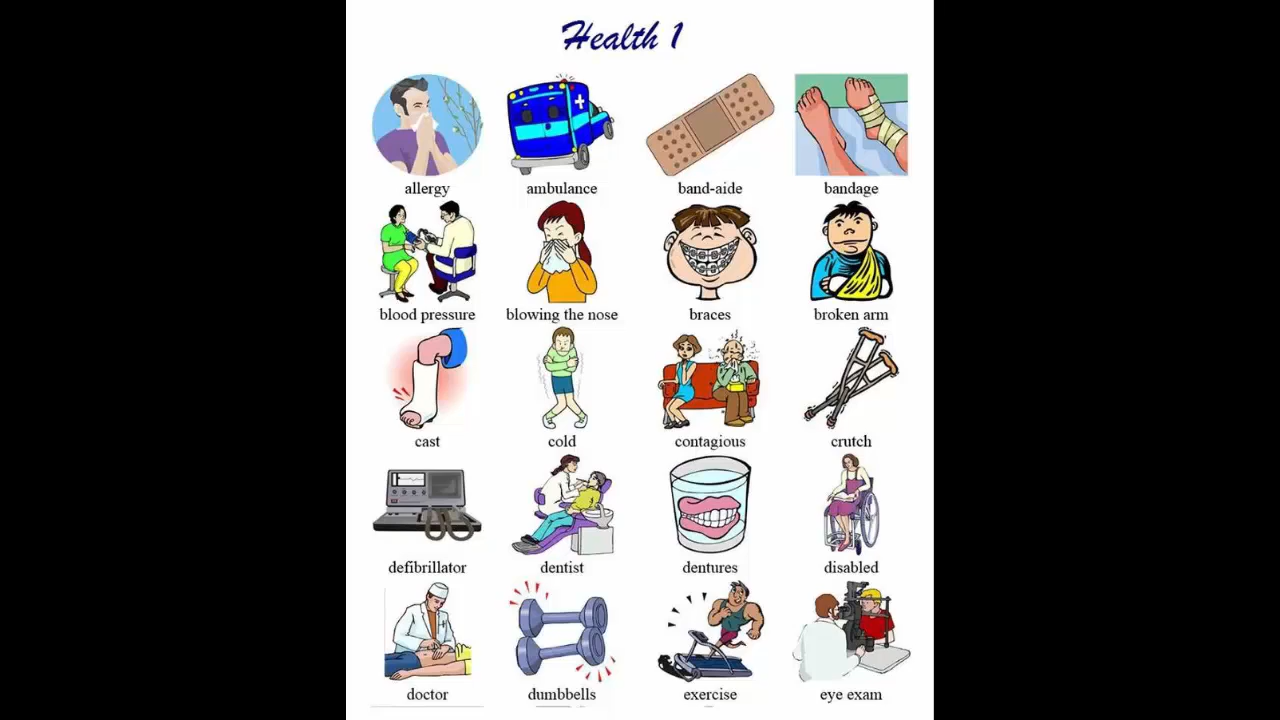 Health 1
allergy ambulance band-aide bandage
blood pressure blowing the nose braces broken arm
cast cold contagious crutch
defibrillator dentist dentures disabled
doctor dumbbells exercise eye exam